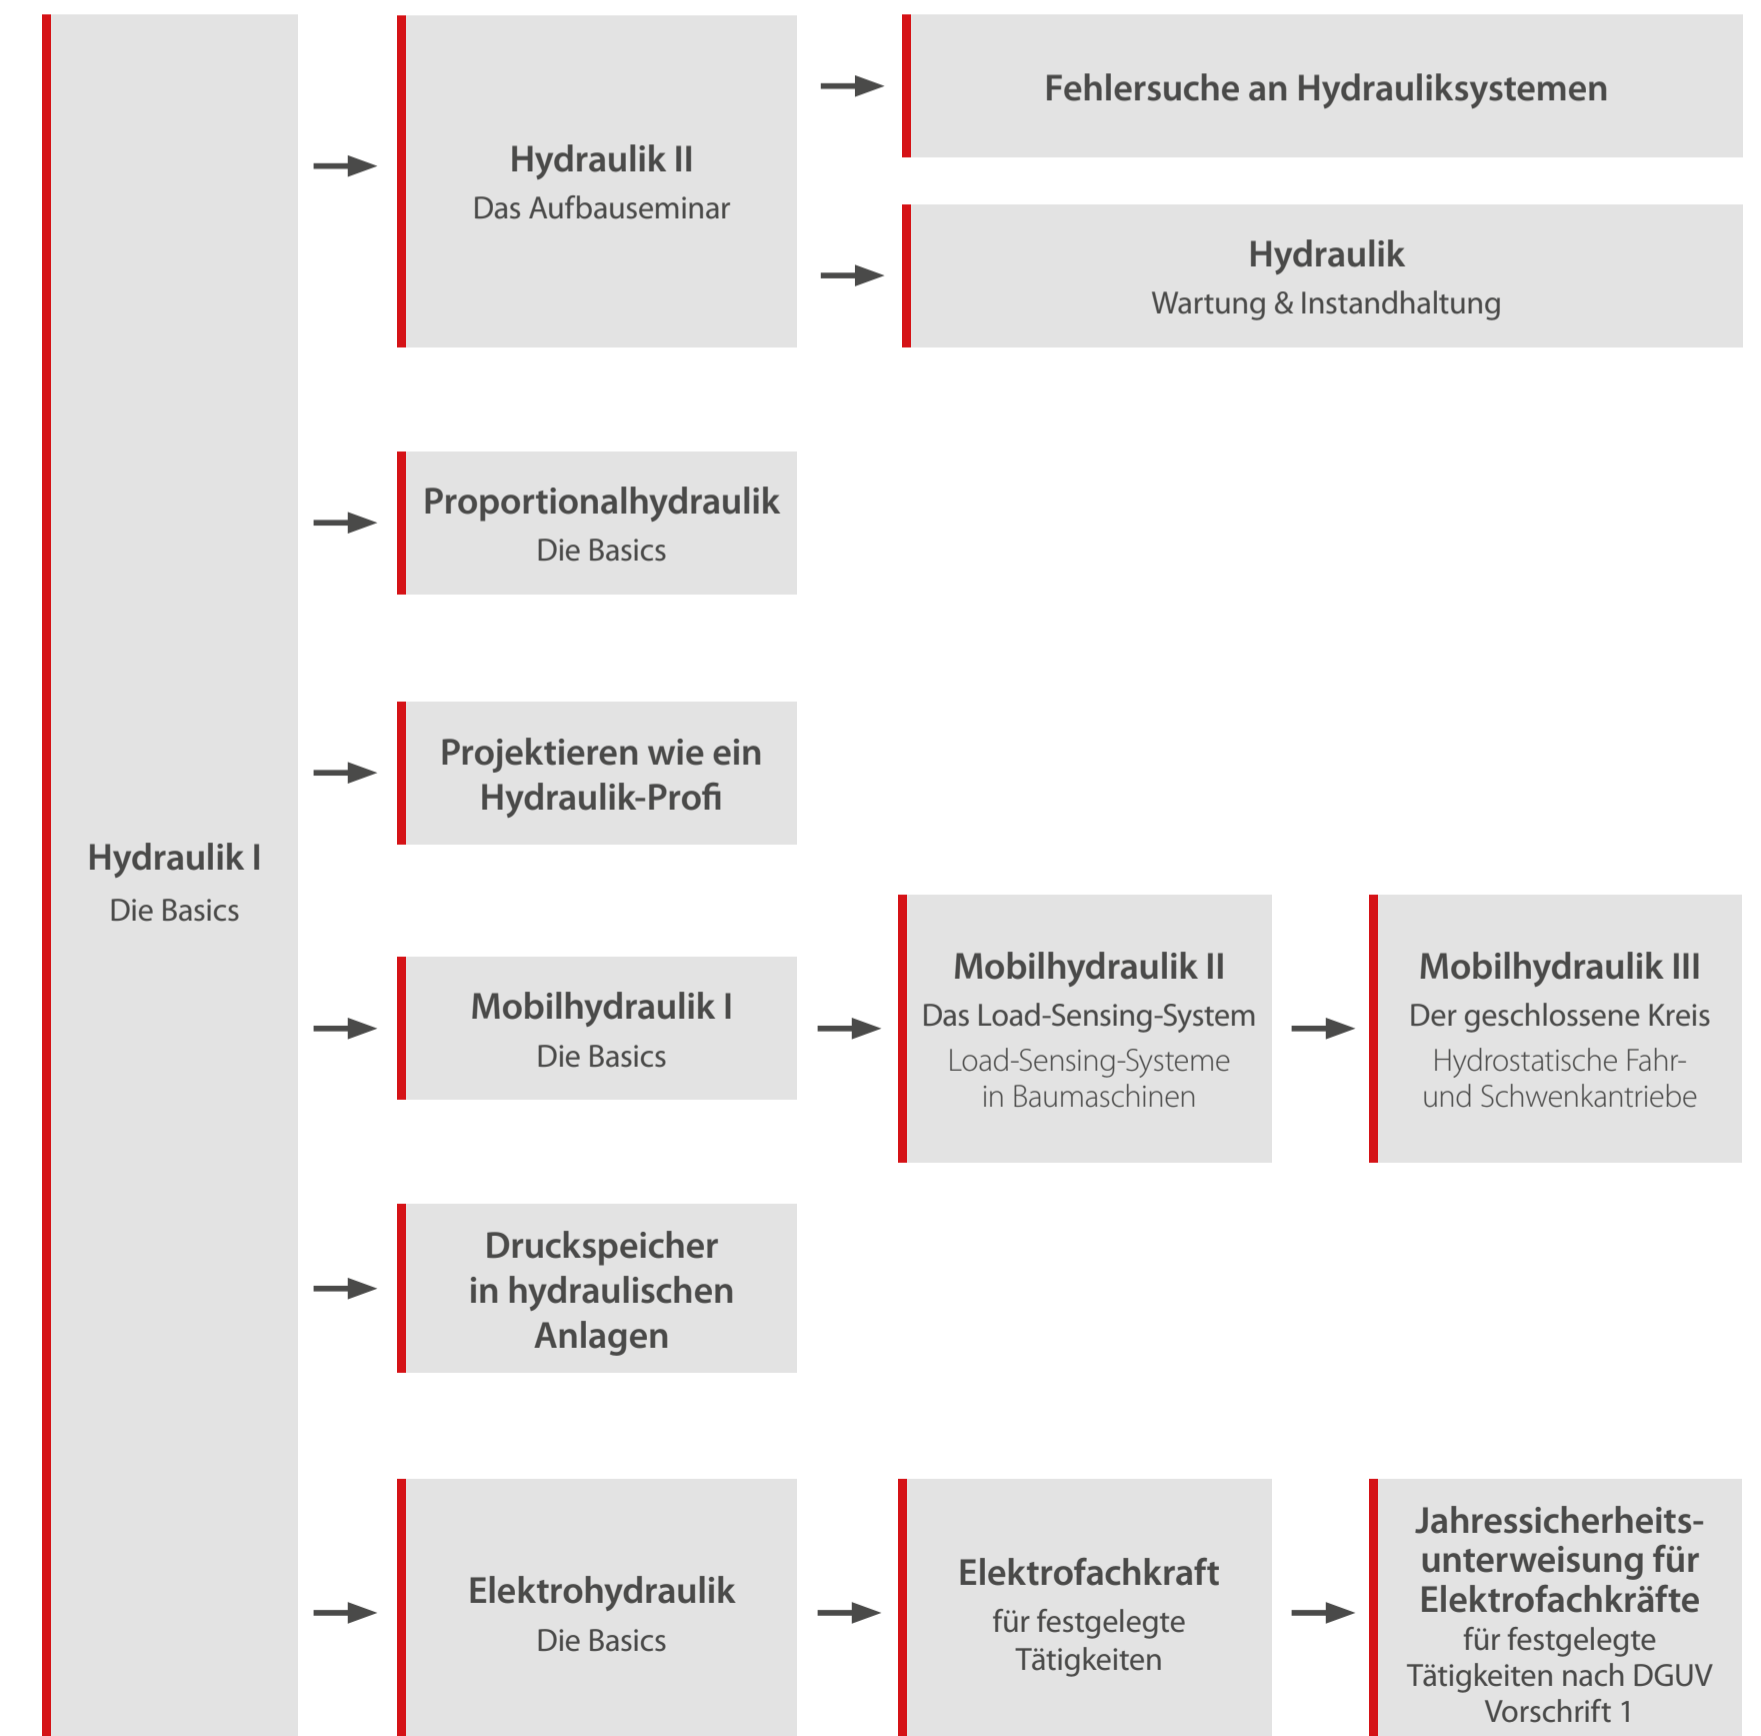 Hydraulik I
Die Basics
Hydraulik II
Das Aufbauseminar
Fehlersuche an Hydrauliksystemen
Hydraulik
Wartung & Instandhaltung
Proportionalhydraulik
Die Basics
Projektieren wie ein
Hydraulik-Profi
Mobilhydraulik I
Die Basics
Mobilhydraulik II
Das Load-Sensing-System
Load-Sensing-Systeme
in Baumaschinen
Mobilhydraulik III
Der geschlossene Kreis
Hydrostatische Fahr-
und Schwenkantriebe
Druckspeicher
in hydraulischen
Anlagen
Elektrohydraulik
Die Basics
Elektrofachkraft
für festgelegte
Tätigkeiten
Jahressicherheits-
unterweisung für
Elektrofachkräfte
für festgelegte
Tätigkeiten nach DGUV
Vorschrift 1